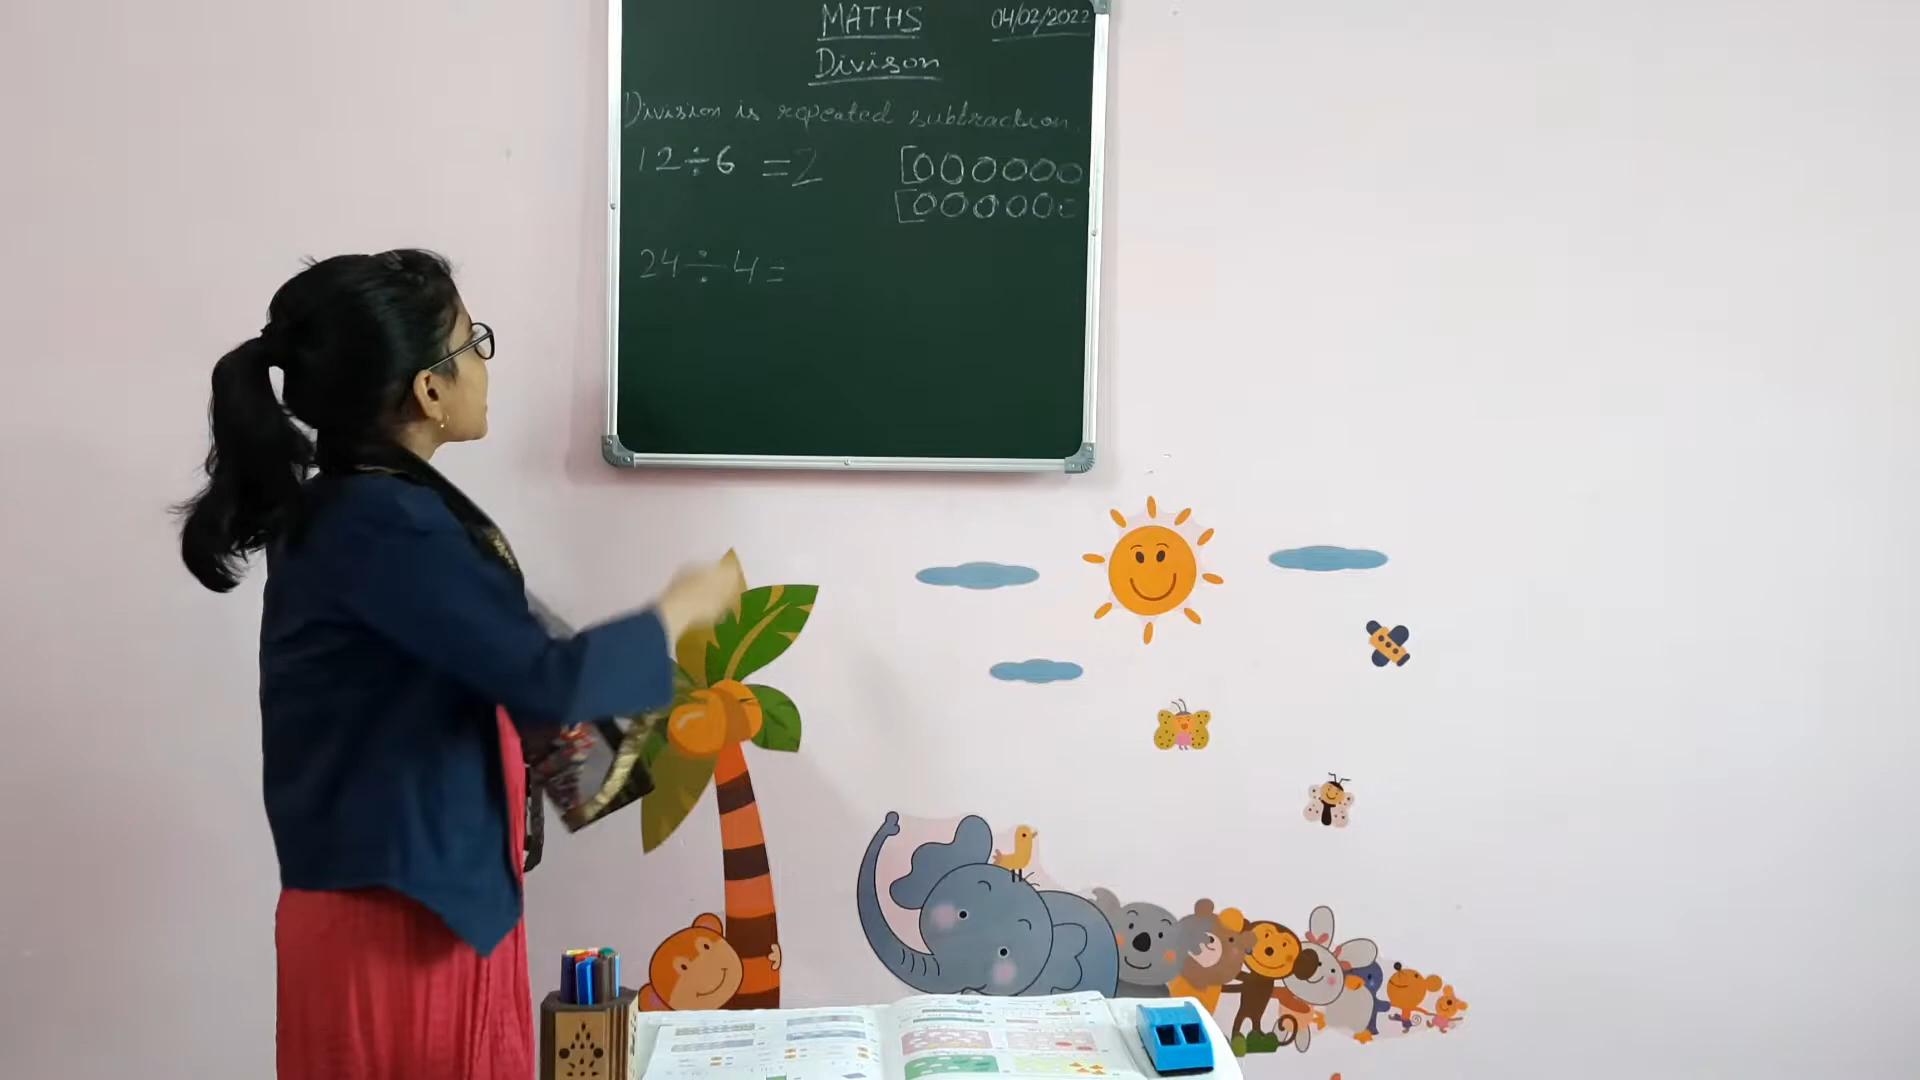 MATHS
04/02/2022
Divison
Division is repeated subtraction.
12÷6 =2
24÷4=